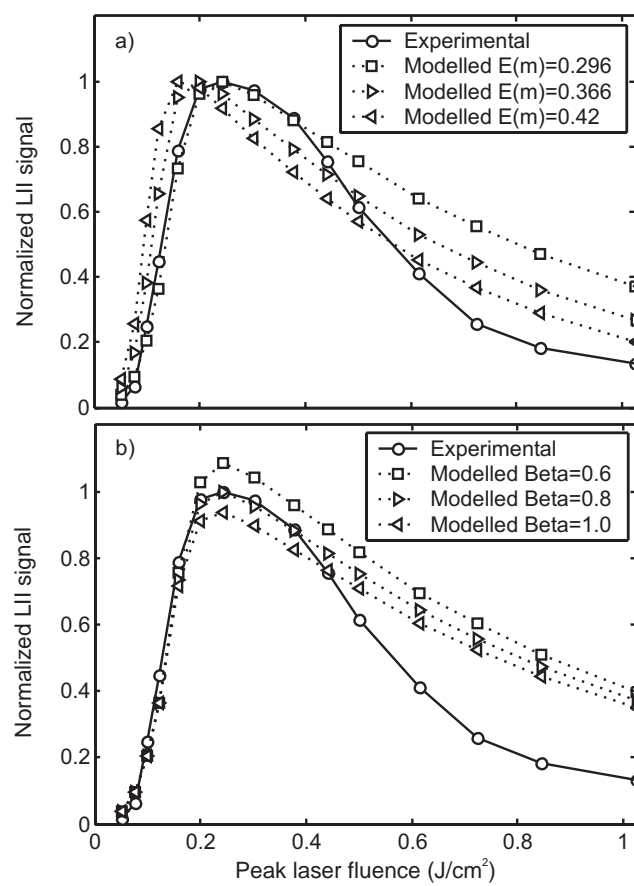 a)
Experimental
Modelled E(m)=0.296
Modelled E(m)=0.366
Modelled E(m)=0.42
Normalized LII signal
1
0.8
0.6
0.4
0.2
0
b)
Experimental
Modelled Beta=0.6
Modelled Beta=0.8
Modelled Beta=1.0
Normalized LII signal
1
0.8
0.6
0.4
0.2
0
0 0.2 0.4 0.6 0.8 1
Peak laser fluence (J/cm²)